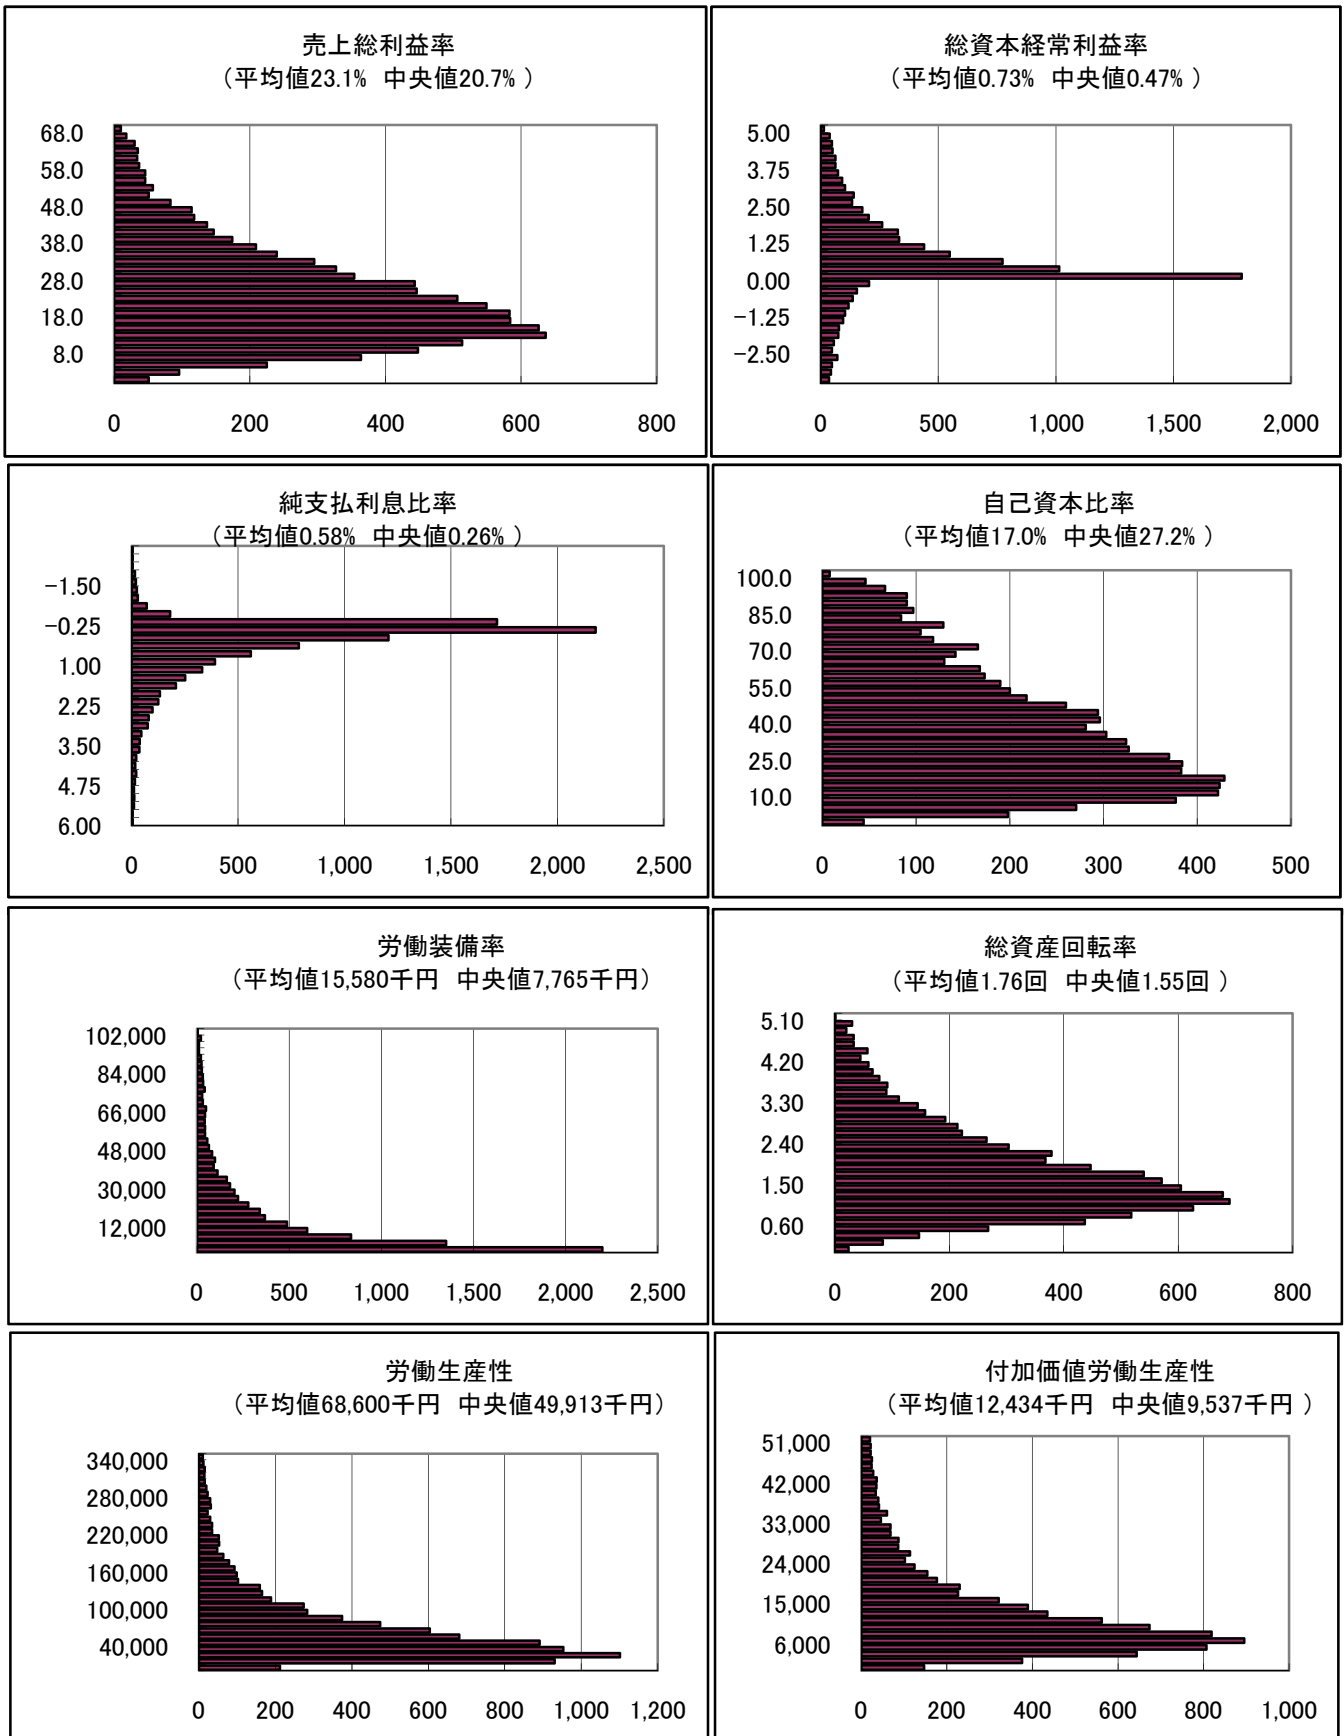 売上総利益率
（平均値23.1% 中央値20.7% ）
68.0
58.0
48.0
38.0
28.0
18.0
8.0
0 200 400 600 800
総資本経常利益率
（平均値0.73% 中央値0.47% ）
5.00
3.75
2.50
1.25
0.00
−1.25
−2.50
0 500 1,000 1,500 2,000
純支払利息比率
（平均値0.58% 中央値0.26% ）
−1.50
−0.25
1.00
2.25
3.50
4.75
6.00
0 500 1,000 1,500 2,000 2,500
自己資本比率
（平均値17.0% 中央値27.2% ）
100.0
85.0
70.0
55.0
40.0
25.0
10.0
0 100 200 300 400 500
労働装備率
（平均値15,580千円 中央値7,765千円）
102,000
84,000
66,000
48,000
30,000
12,000
0 500 1,000 1,500 2,000 2,500
総資産回転率
（平均値1.76回 中央値1.55回 ）
5.10
4.20
3.30
2.40
1.50
0.60
0 200 400 600 800
労働生産性
（平均値68,600千円 中央値49,913千円）
340,000
280,000
220,000
160,000
100,000
40,000
0 200 400 600 800 1,000 1,200
付加価値労働生産性
（平均値12,434千円 中央値9,537千円 ）
51,000
42,000
33,000
24,000
15,000
6,000
0 200 400 600 800 1,000